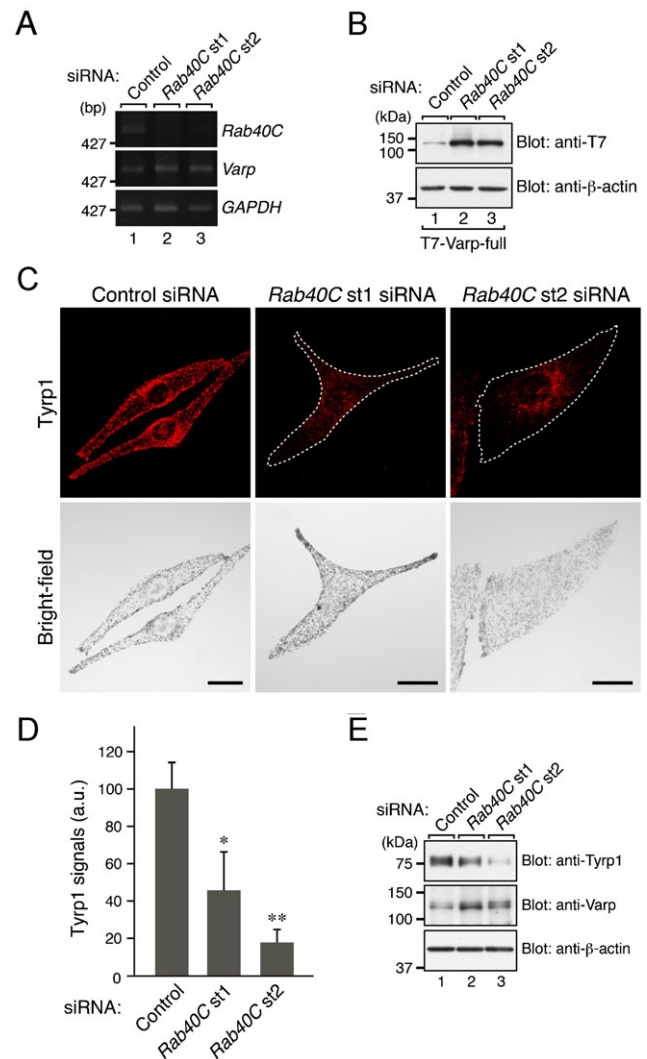 A
siRNA:
Control
Rab40C st1
Rab40C st2
(bp)
427
Rab40C
427
Varp
427
GAPDH
1 2 3
B
siRNA:
Control
Rab40C st1
Rab40C st2
(kDa)
150
100
Blot: anti-T7
37
Blot: anti-β-actin
1 2 3
T7-Varp-full
C
Control siRNA
Rab40C st1 siRNA
Rab40C st2 siRNA
Tyrp1
Bright-field
D
Tyrp1 signals (a.u.)
120
100
80
60
40
20
0
*
**
siRNA:
Control
Rab40C st1
Rab40C st2
E
siRNA:
Control
Rab40C st1
Rab40C st2
(kDa)
75
Blot: anti-Tyrp1
150
100
Blot: anti-Varp
37
Blot: anti-β-actin
1 2 3